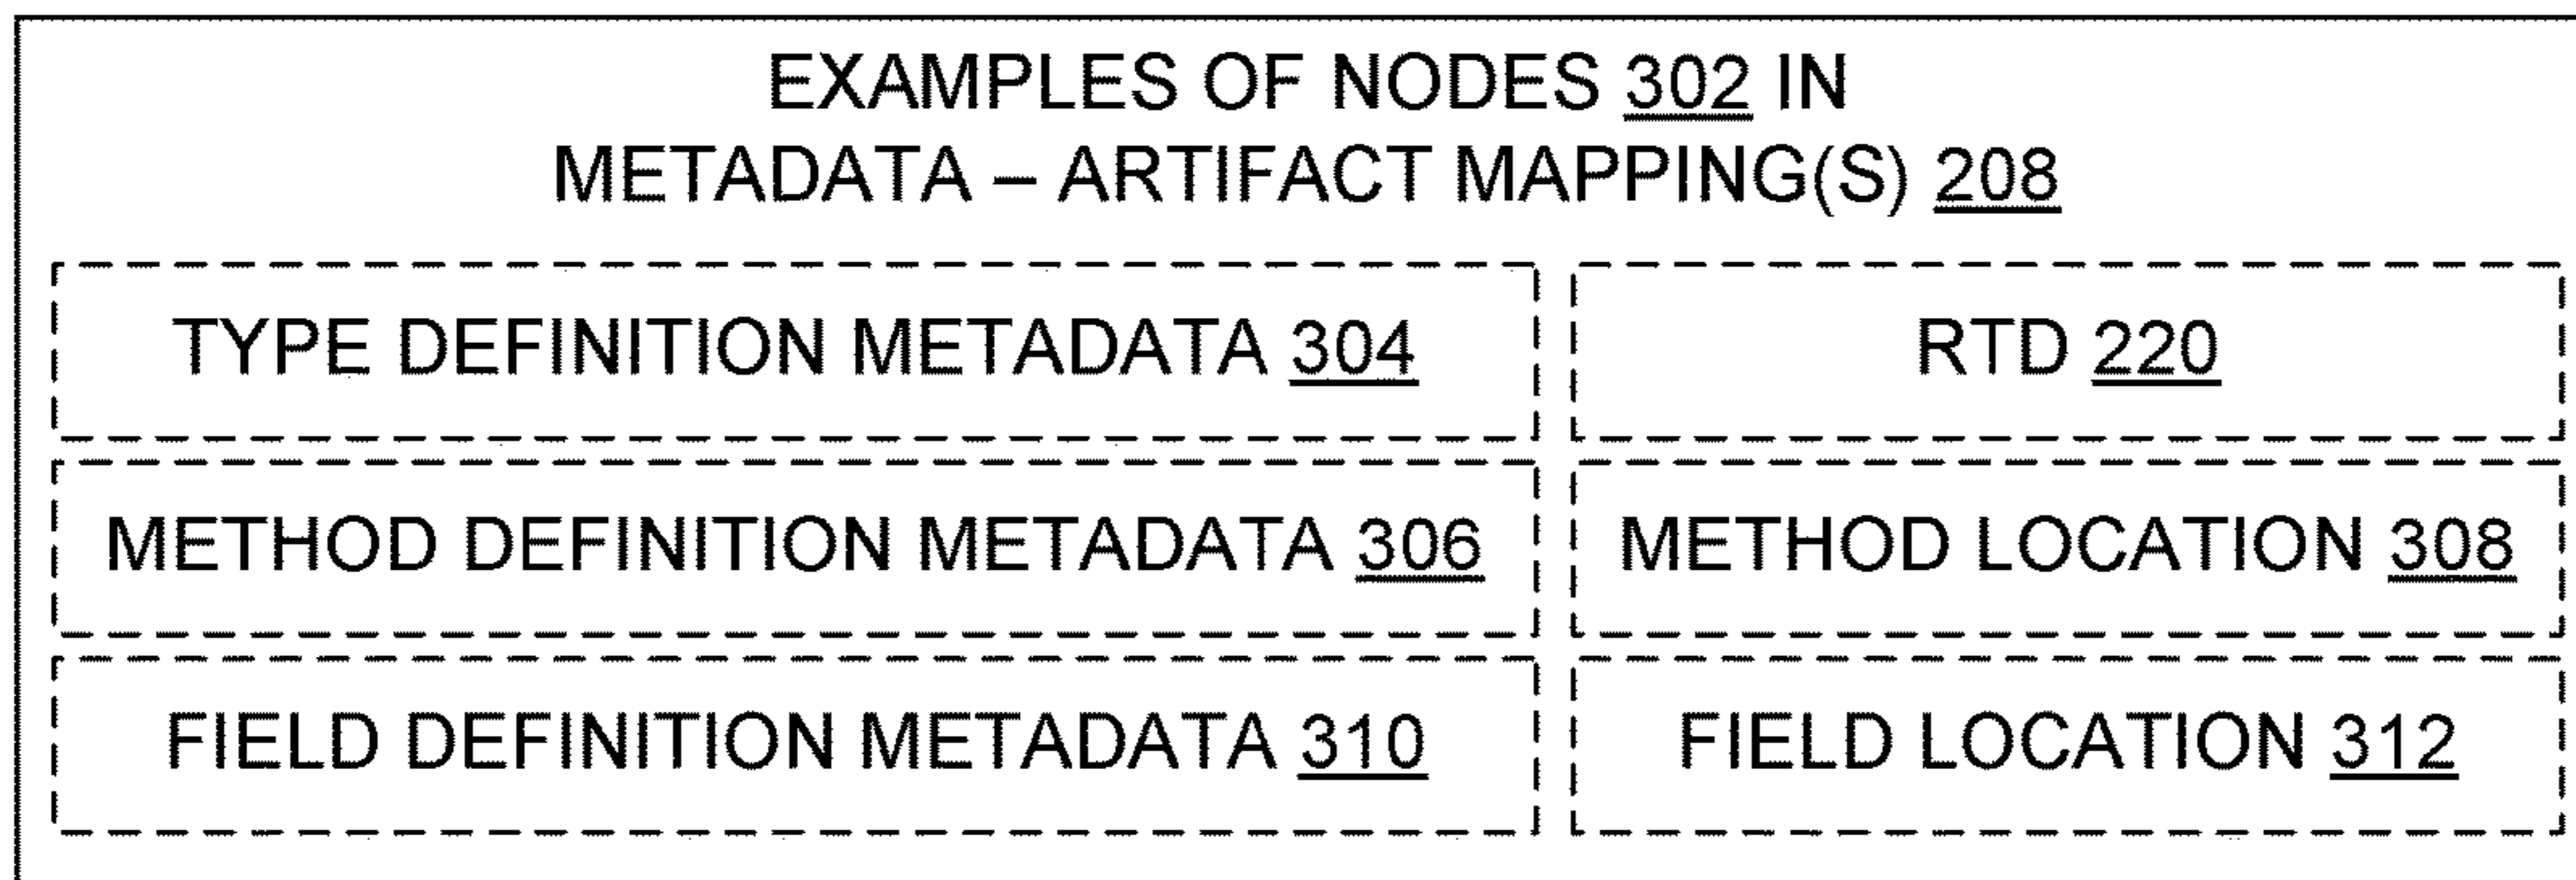 EXAMPLES OF NODES 302 IN
METADATA – ARTIFACT MAPPING(S) 208
TYPE DEFINITION METADATA 304
RTD 220
METHOD DEFINITION METADATA 306
METHOD LOCATION 308
FIELD DEFINITION METADATA 310
FIELD LOCATION 312